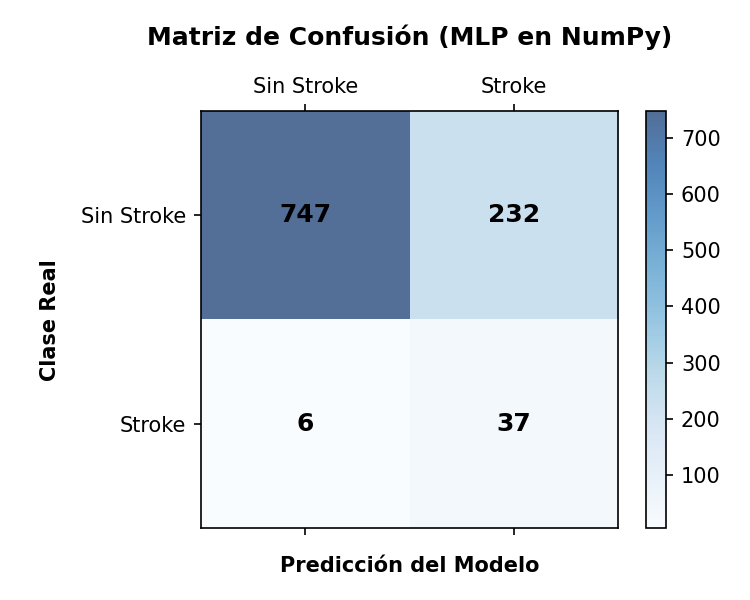 Matriz de Confusión (MLP en NumPy)
Sin Stroke Stroke
700
Sin Stroke 747 232
600
500
Clase Real
400
300
Stroke 6 37
200
100
Predicción del Modelo